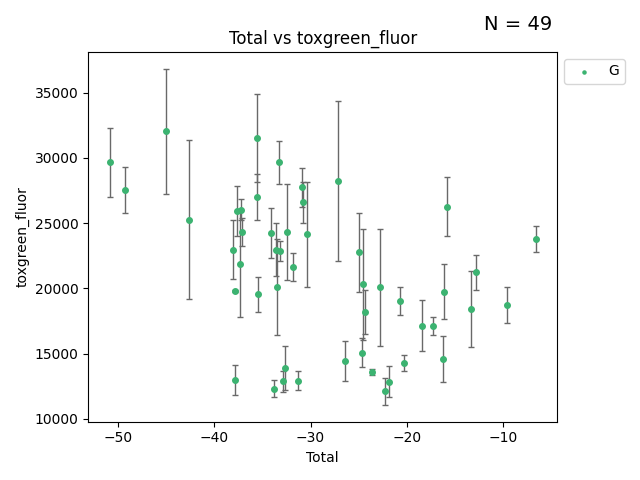 N = 49
Total vs toxgreen_fluor
G
toxgreen_fluor
35000
30000
25000
20000
15000
10000
−50 −40 −30 −20 −10
Total